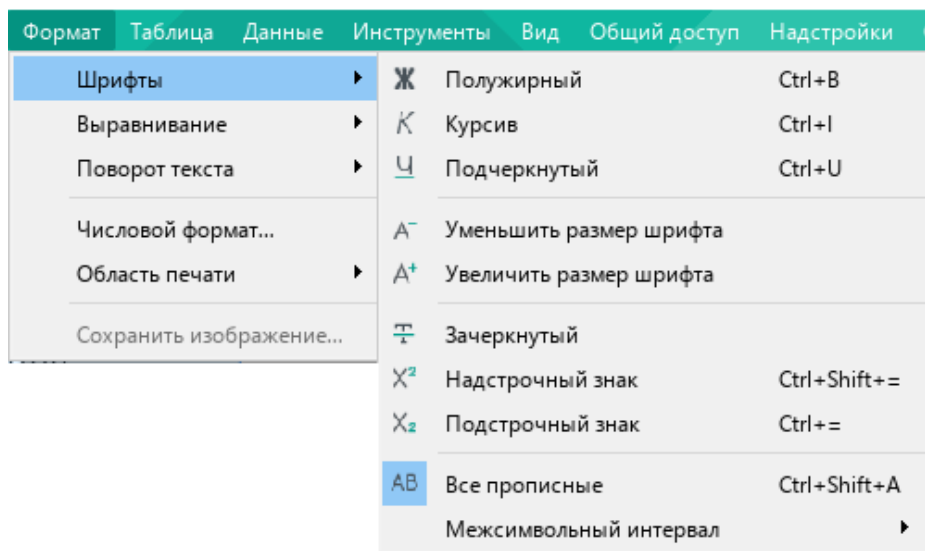 Формат Таблица Данные Инструменты Вид Общий доступ Надстройки
Шрифты
Выравнивание
Поворот текста
Числовой формат...
Область печати
Сохранить изображение...
Ж Полужирный Ctrl+B
К Курсив Ctrl+I
Ч Подчеркнутый Ctrl+U
A⁻ Уменьшить размер шрифта
A⁺ Увеличить размер шрифта
Т Зачеркнутый
X² Надстрочный знак Ctrl+Shift+=
X₂ Подстрочный знак Ctrl+=
AB Все прописные Ctrl+Shift+A
Межсимвольный интервал